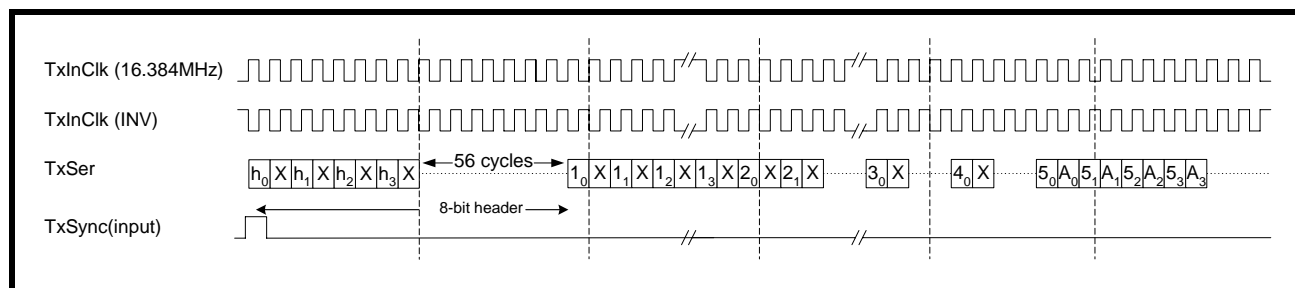 TxInClk (16.384MHz)
TxInClk (INV)
TxSer
h₀ X h₁ X h₂ X h₃ X 56 cycles 1₀ X 1₁ X 1₂ X 1₃ X 2₀ X 2₁ X 3₀ X 4₀ X 5₀ A₀ 5₁ A₁ 5₂ A₂ 5₃ A₃
8-bit header
TxSync(input)